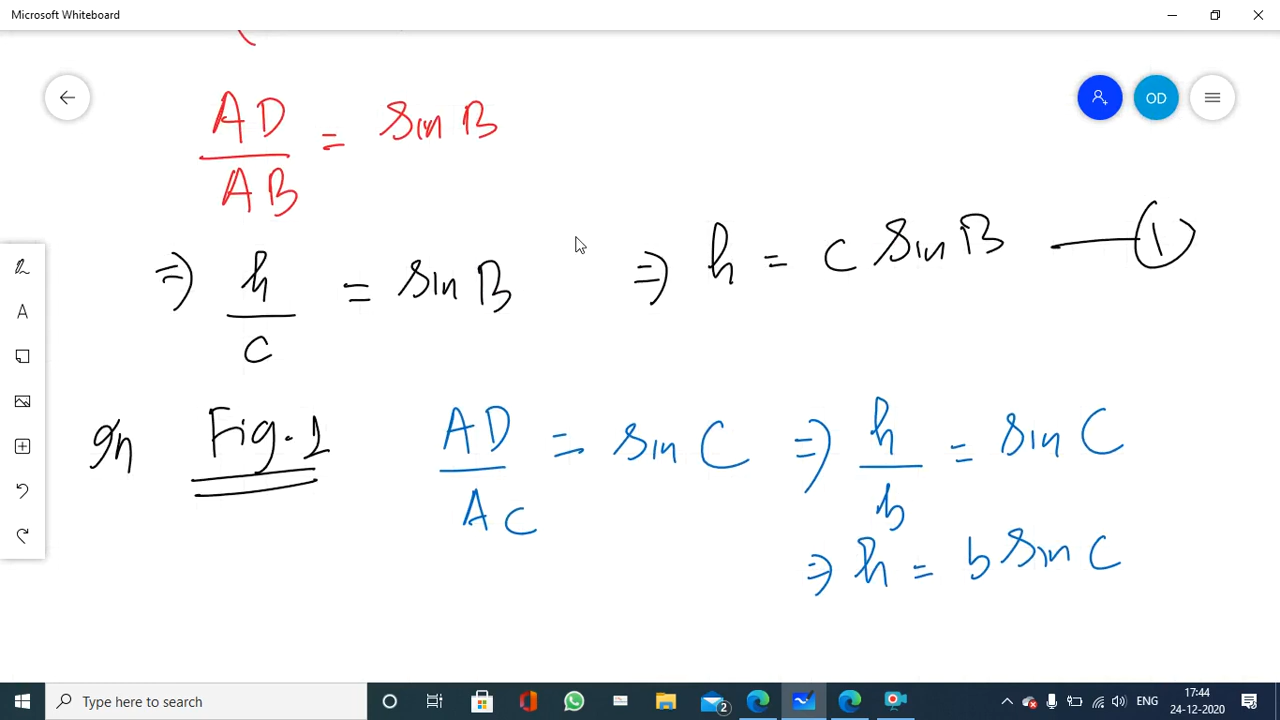 Microsoft Whiteboard
OD
AD/AB = sin B
⇒ h/c = sin B ⇒ h = c sin B —— ①
A
In Fig. 1 AD/AC = sin C ⇒ h/b = sin C
⇒ h = b sin C
Type here to search
2
ENG
17:44
24-12-2020